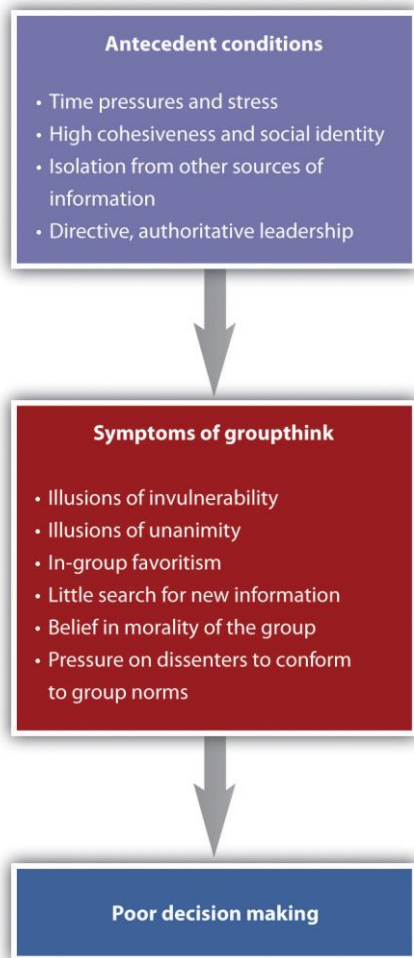 Antecedent conditions
• Time pressures and stress
• High cohesiveness and social identity
• Isolation from other sources of
information
• Directive, authoritative leadership
Symptoms of groupthink
• Illusions of invulnerability
• Illusions of unanimity
• In-group favoritism
• Little search for new information
• Belief in morality of the group
• Pressure on dissenters to conform
to group norms
Poor decision making